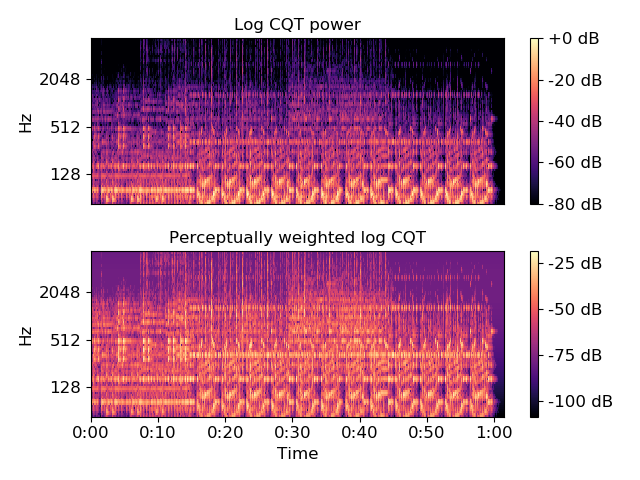 Log CQT power
+0 dB
2048
-20 dB
Hz
512
-40 dB
-60 dB
128
-80 dB
Perceptually weighted log CQT
-25 dB
2048
-50 dB
Hz
512
-75 dB
128
-100 dB
0:00 0:10 0:20 0:30 0:40 0:50 1:00
Time